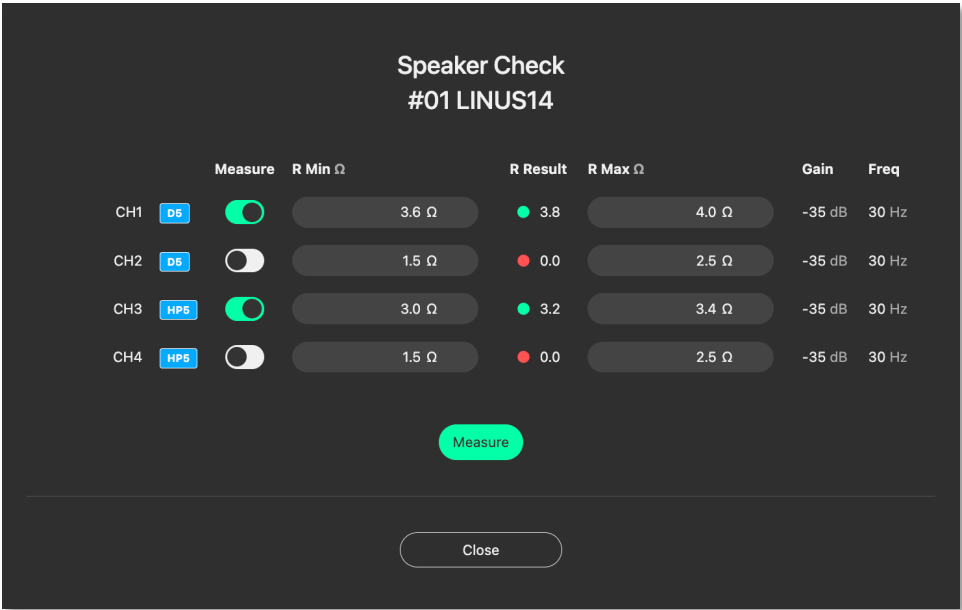 Speaker Check
#01 LINUS14
Measure R Min Ω R Result R Max Ω Gain Freq
CH1 D5 3.6 Ω 3.8 4.0 Ω -35 dB 30 Hz
CH2 D5 1.5 Ω 0.0 2.5 Ω -35 dB 30 Hz
CH3 HP5 3.0 Ω 3.2 3.4 Ω -35 dB 30 Hz
CH4 HP5 1.5 Ω 0.0 2.5 Ω -35 dB 30 Hz
Measure
Close